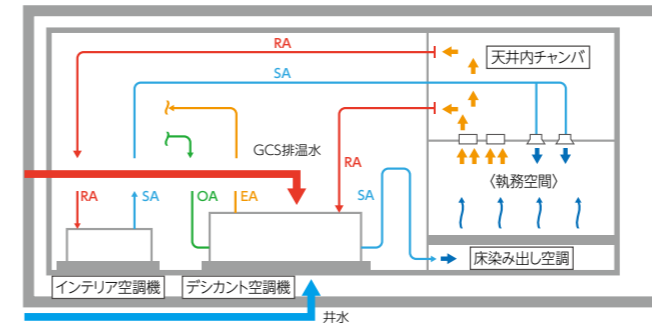 RA
天井内チャンバ
SA
GCS排温水
RA
〈執務空間〉
RA
SA
OA
EA
SA
床染み出し空調
インテリア空調機
デシカント空調機
井水